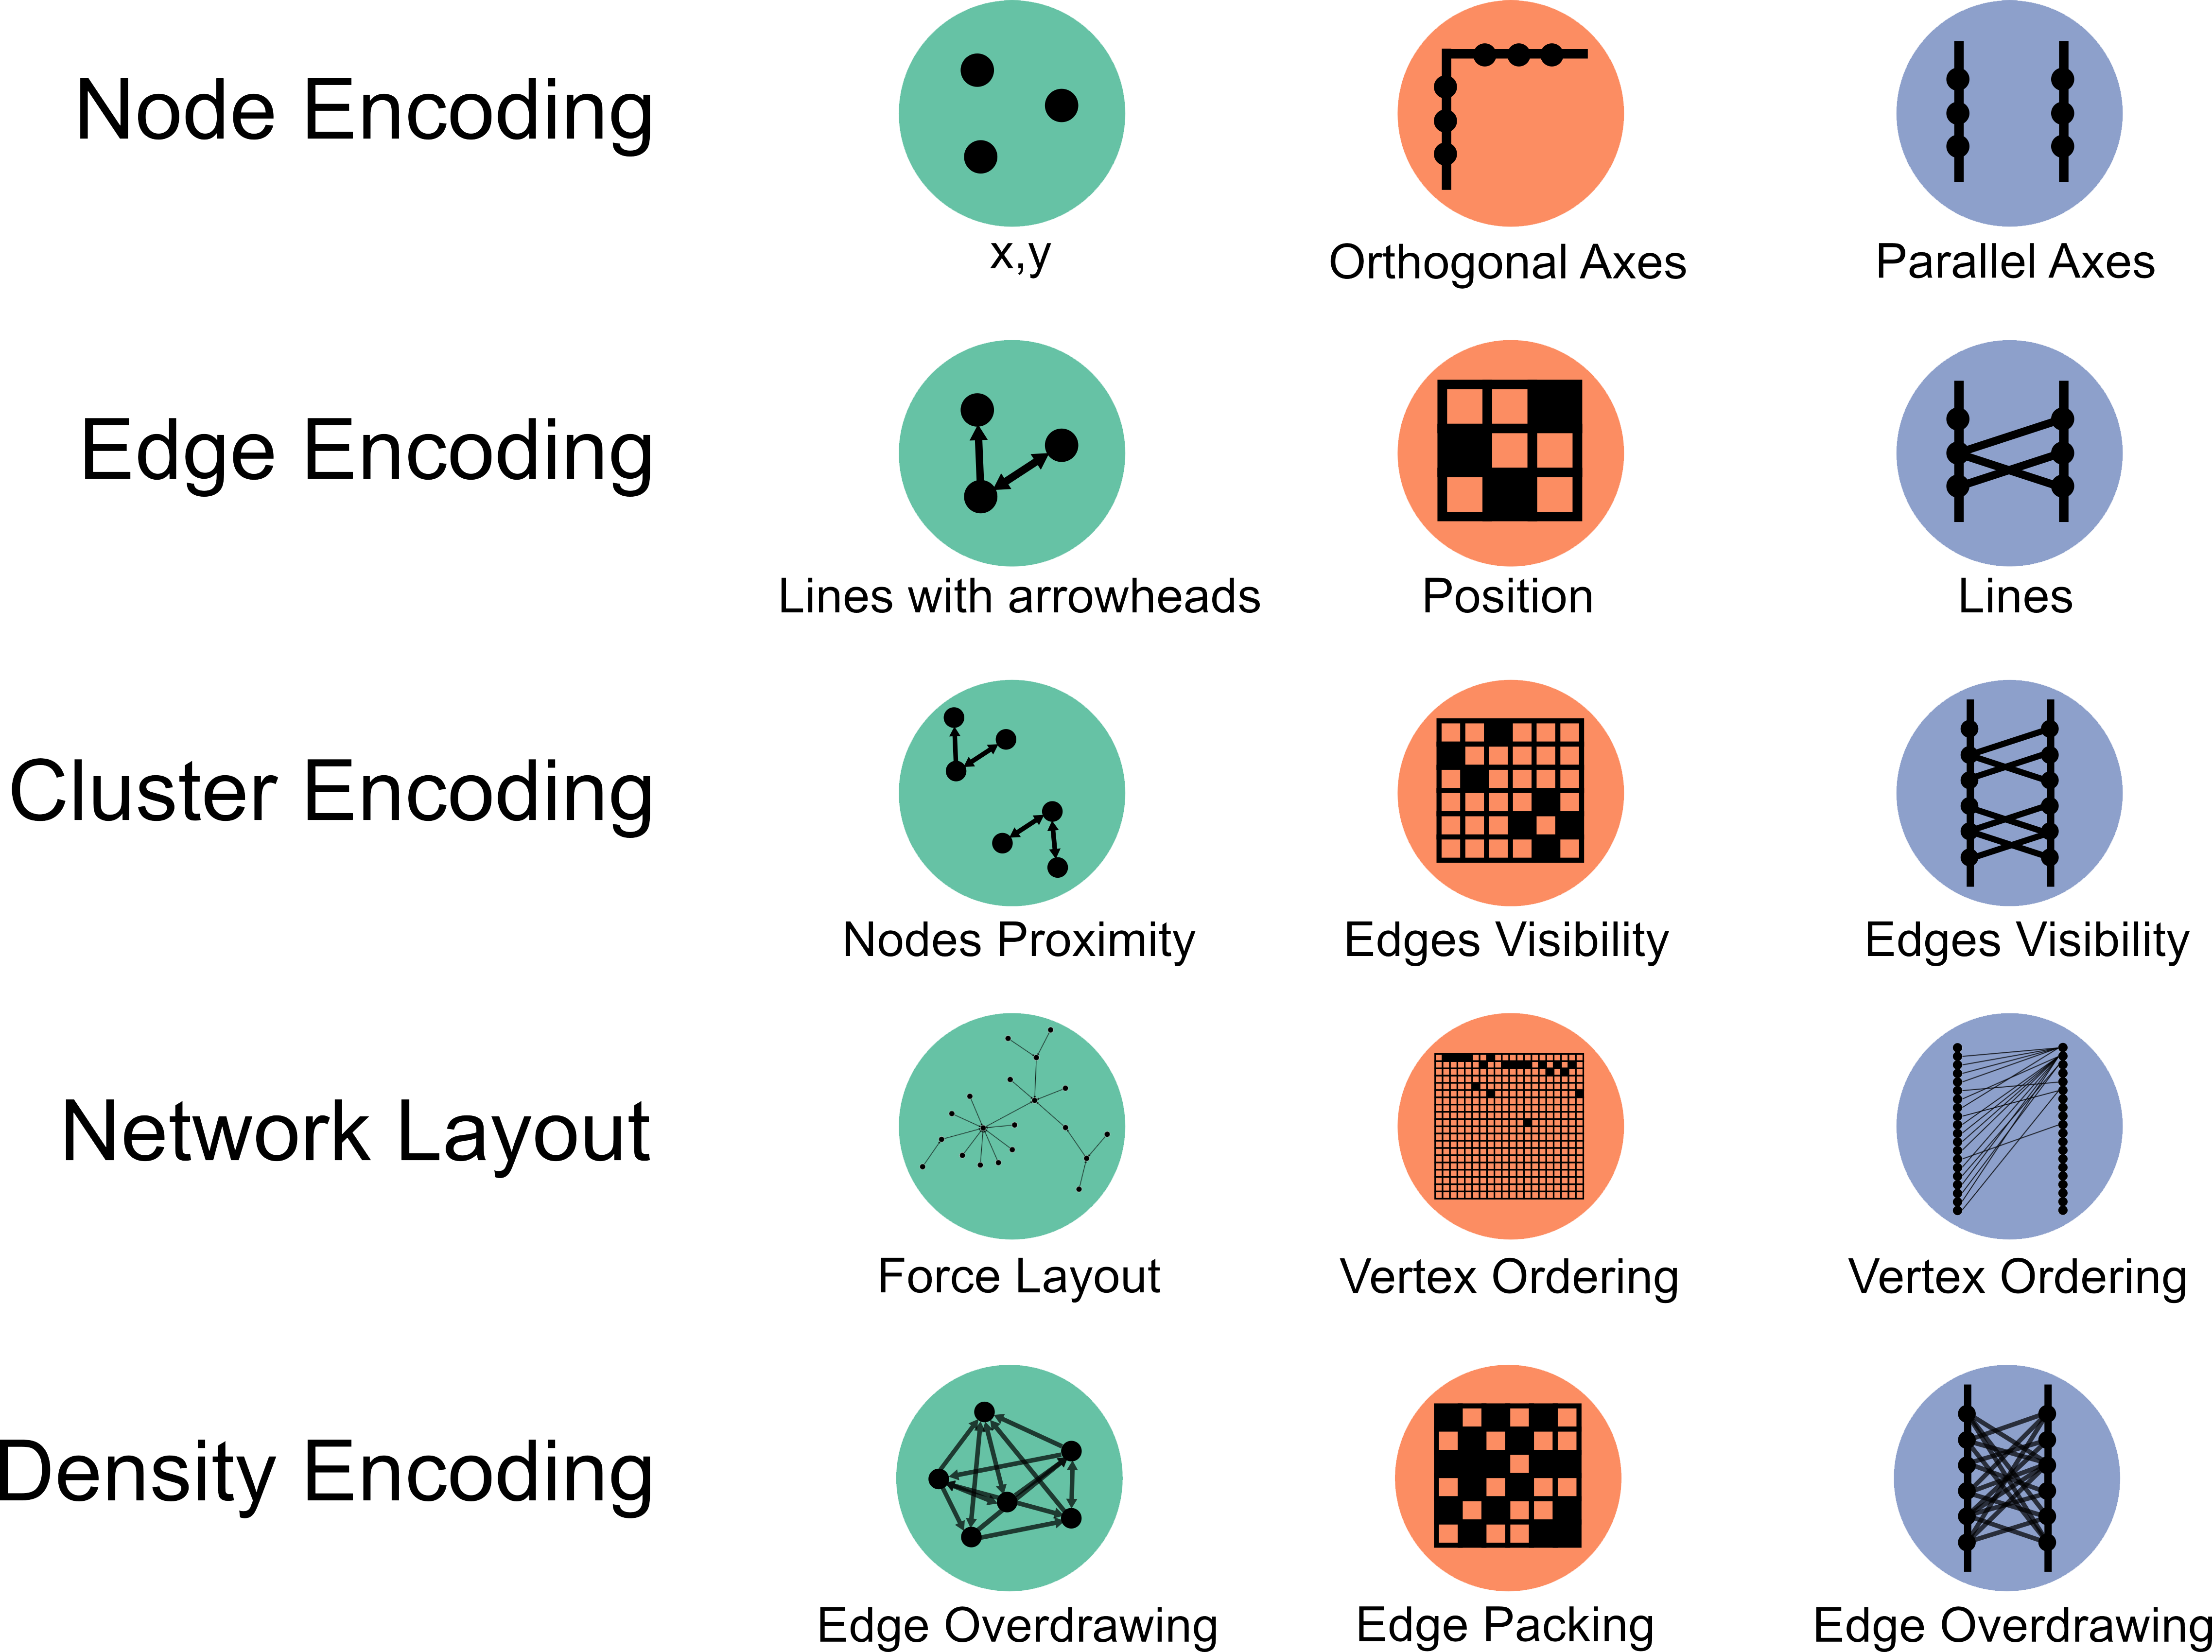 Node Encoding
x,y
Orthogonal Axes
Parallel Axes
Edge Encoding
Lines with arrowheads
Position
Lines
Cluster Encoding
Nodes Proximity
Edges Visibility
Edges Visibility
Network Layout
Force Layout
Vertex Ordering
Vertex Ordering
Density Encoding
Edge Overdrawing
Edge Packing
Edge Overdrawing